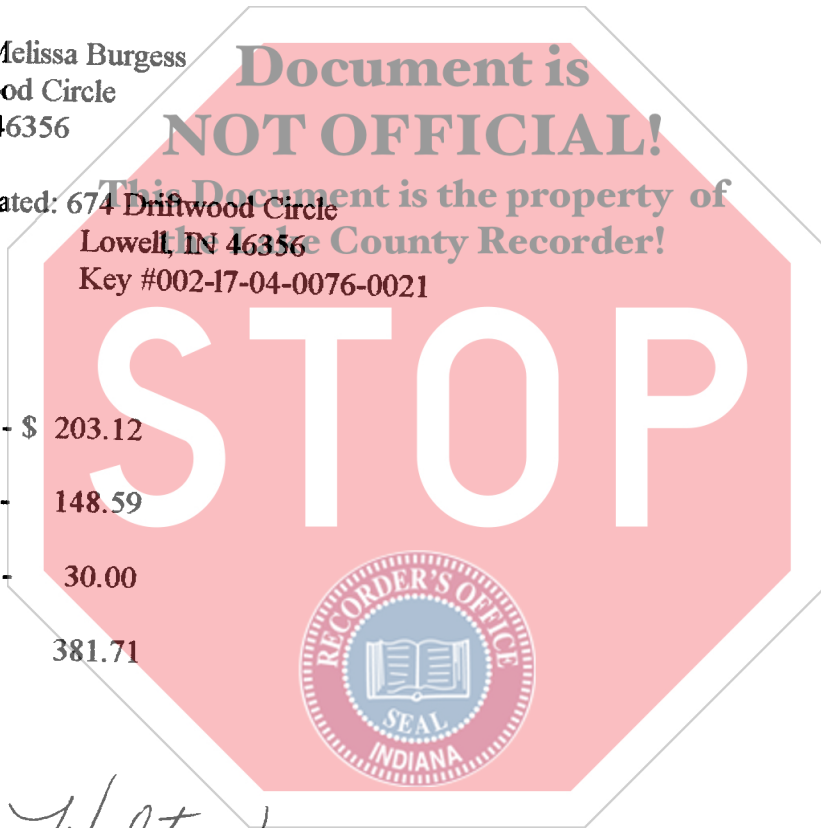 Melissa Burgess
od Circle
46356
Document is
NOT OFFICIAL!
This Document is the property of
the Lake County Recorder!
ated: 674 Driftwood Circle
Lowell, IN 46356
Key #002-17-04-0076-0021
STOP
- $ 203.12
- 148.59
- 30.00
381.71
RECORDER'S OFFICE
SEAL
INDIANA